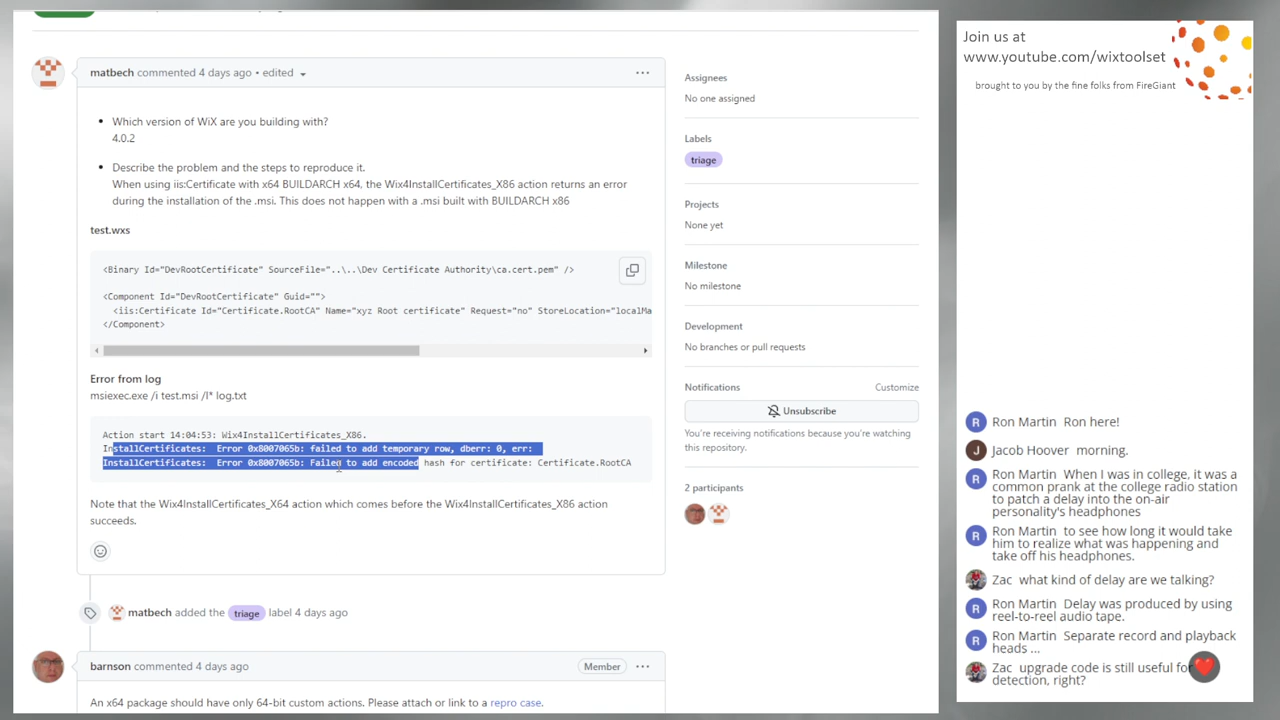 matbech commented 4 days ago • edited
• Which version of WiX are you building with?
4.0.2
• Describe the problem and the steps to reproduce it.
When using iis:Certificate with x64 BUILDARCH x64, the Wix4InstallCertificates_X86 action returns an error
during the installation of the .msi. This does not happen with a .msi built with BUILDARCH x86
test.wxs
<Binary Id="DevRootCertificate" SourceFile="..\..\Dev Certificate Authority\ca.cert.pem" />
<Component Id="DevRootCertificate" Guid="">
<iis:Certificate Id="Certificate.RootCA" Name="xyz Root certificate" Request="no" StoreLocation="localMa
</Component>
Error from log
msiexec.exe /i test.msi /l* log.txt
Action start 14:04:53: Wix4InstallCertificates_X86.
InstallCertificates:  Error 0x8007065b: failed to add temporary row, dberr: 0, err:
InstallCertificates:  Error 0x8007065b: Failed to add encoded hash for certificate: Certificate.RootCA
Note that the Wix4InstallCertificates_X64 action which comes before the Wix4InstallCertificates_X86 action
succeeds.
matbech added the triage label 4 days ago
barnson commented 4 days ago
Member
An x64 package should have only 64-bit custom actions. Please attach or link to a repro case.
Assignees
No one assigned
Labels
triage
Projects
None yet
Milestone
No milestone
Development
No branches or pull requests
Notifications
Customize
Unsubscribe
You're receiving notifications because you're watching
this repository.
2 participants
Join us at
www.youtube.com/wixtoolset
brought to you by the fine folks from FireGiant
R Ron Martin Ron here!
J Jacob Hoover morning.
R Ron Martin When I was in college, it was a
common prank at the college radio station
to patch a delay into the on-air
personality's headphones
R Ron Martin to see how long it would take
him to realize what was happening and
take off his headphones.
Zac what kind of delay are we talking?
R Ron Martin Delay was produced by using
reel-to-reel audio tape.
R Ron Martin Separate record and playback
heads ...
Zac upgrade code is still useful for
detection, right?